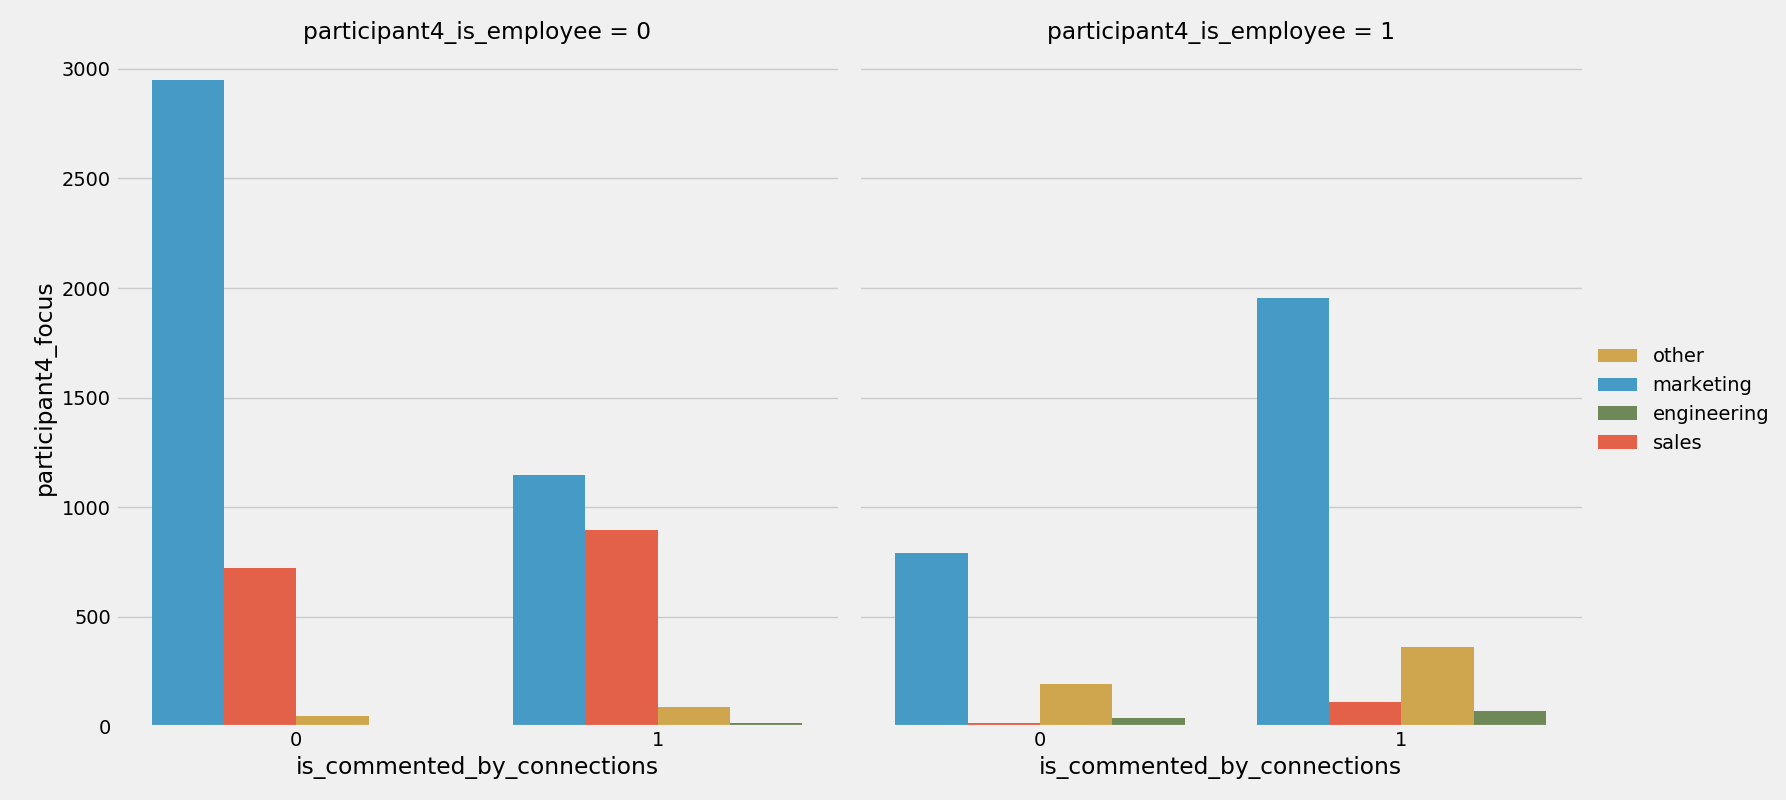 participant4_is_employee = 0
participant4_is_employee = 1
participant4_focus
3000
2500
2000
1500
1000
500
0
0
1
0
1
is_commented_by_connections
is_commented_by_connections
other
marketing
engineering
sales